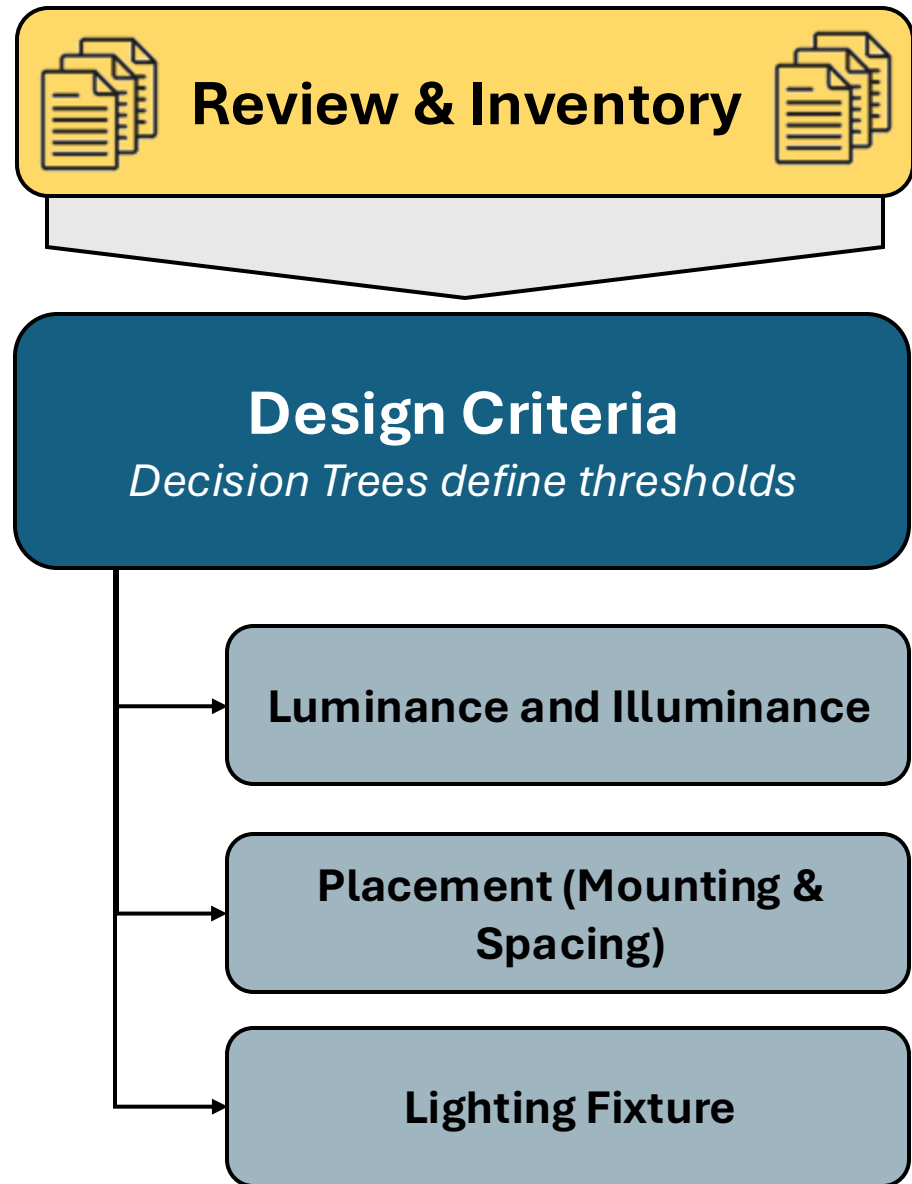 Review & Inventory
Design Criteria
Decision Trees define thresholds
Luminance and Illuminance
Placement (Mounting &
Spacing)
Lighting Fixture